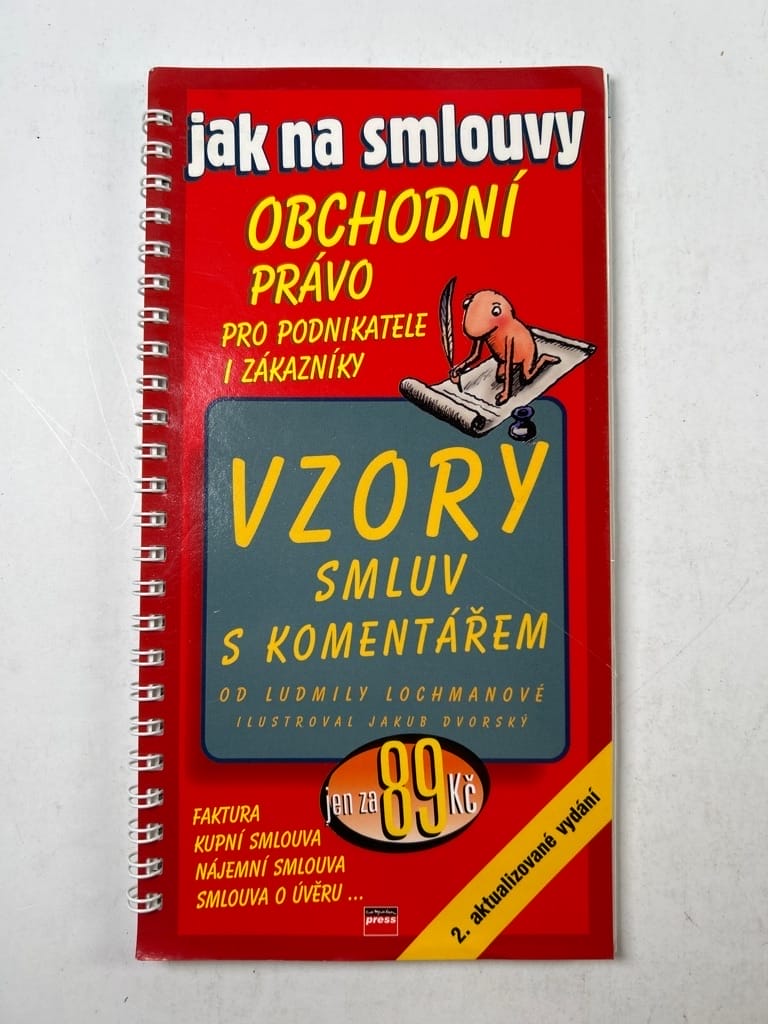 jak na smlouvy
OBCHODNÍ
PRÁVO
PRO PODNIKATELE
I ZÁKAZNÍKY
VZORY
SMLUV
S KOMENTÁŘEM
OD LUDMILY LOCHMANOVÉ
ILUSTROVAL JAKUB DVORSKÝ
jen za 89 Kč
FAKTURA
KUPNÍ SMLOUVA
NÁJEMNÍ SMLOUVA
SMLOUVA O ÚVĚRU ...
press
2. aktualizované vydání